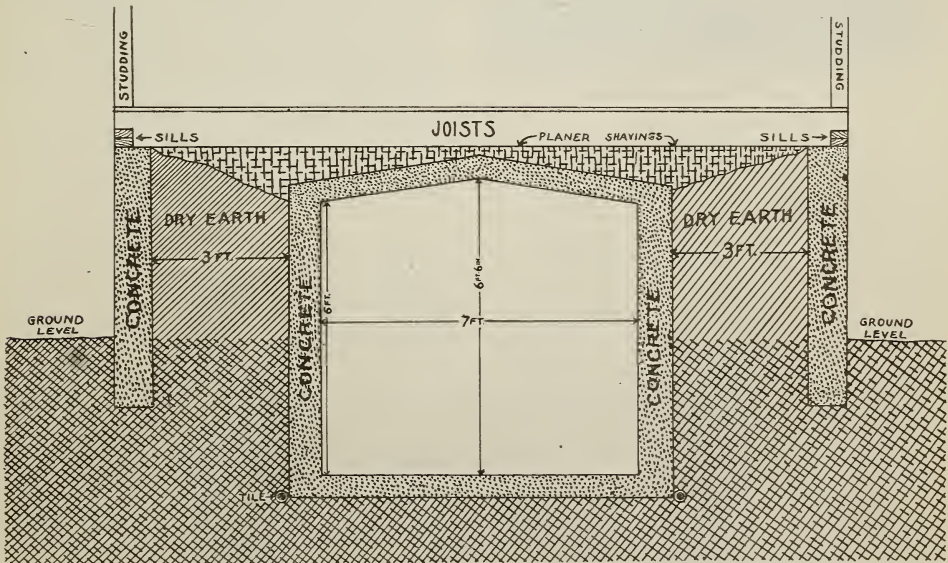 STUDDING
STUDDING
SILLS
JOISTS
PLANER SHAVINGS
SILLS
CONCRETE
DRY EARTH
3 FT.
DRY EARTH
3 FT.
CONCRETE
GROUND
LEVEL
GROUND
LEVEL
CONCRETE
6 FT.
6 FT. 6 IN.
7 FT.
CONCRETE
TILE